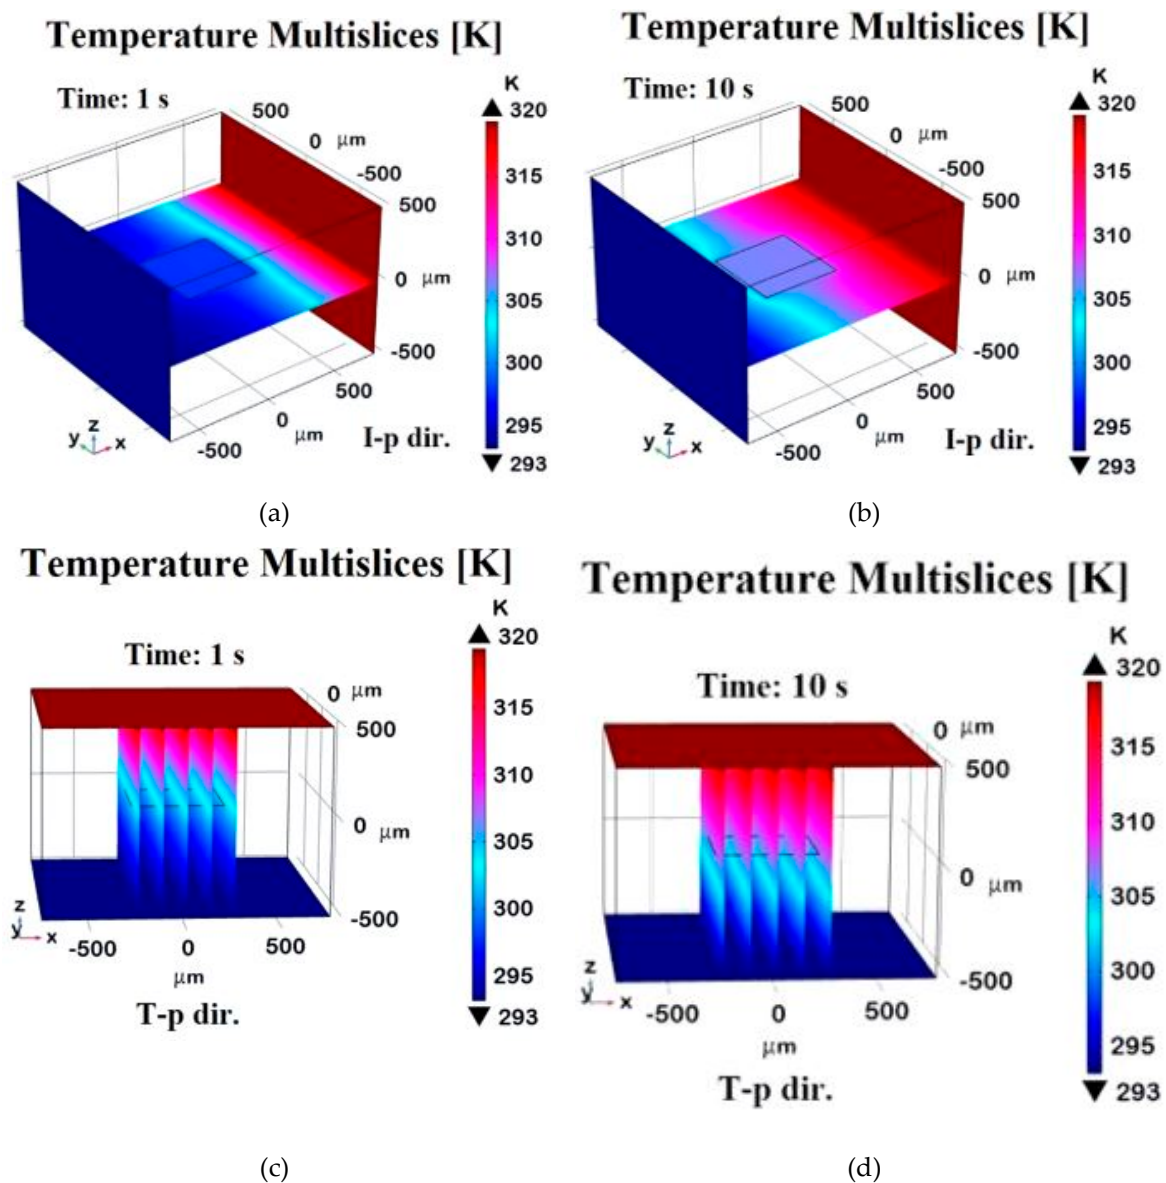 Temperature Multislices [K]
Time: 1 s
K
320
315
310
305
300
295
293
500
0 μm
-500
500
0 μm
-500
500
0
μm
-500
I-p dir.
z
y x
(a)
Temperature Multislices [K]
Time: 10 s
K
320
315
310
305
300
295
293
500
0 μm
-500
500
0 μm
-500
500
0
μm
-500
I-p dir.
z
y x
(b)
Temperature Multislices [K]
Time: 1 s
K
320
315
310
305
300
295
293
0 μm
500
0 μm
-500
z
y x
-500 0 500
μm
T-p dir.
(c)
Temperature Multislices [K]
Time: 10 s
K
320
315
310
305
300
295
293
0 μm
500
0 μm
-500
z
y x
-500 0 500
μm
T-p dir.
(d)